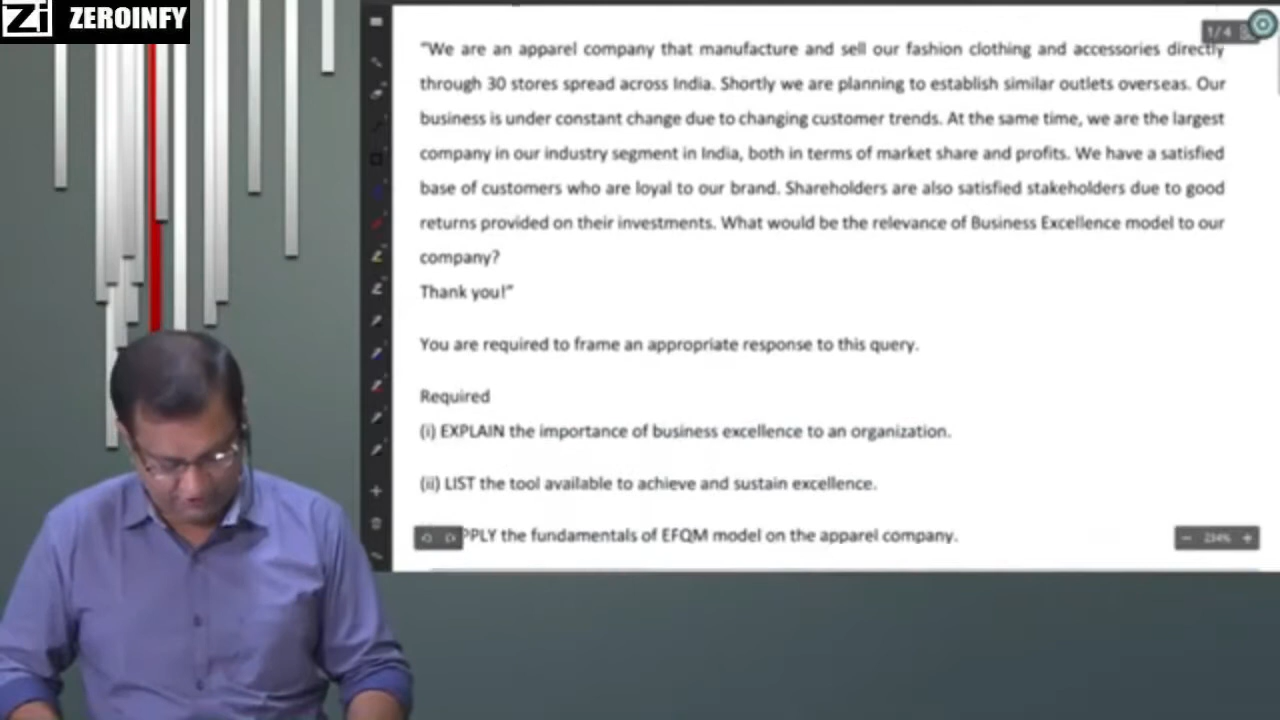 Zi ZEROINFY
1/4
"We are an apparel company that manufacture and sell our fashion clothing and accessories directly
through 30 stores spread across India. Shortly we are planning to establish similar outlets overseas. Our
business is under constant change due to changing customer trends. At the same time, we are the largest
company in our industry segment in India, both in terms of market share and profits. We have a satisfied
base of customers who are loyal to our brand. Shareholders are also satisfied stakeholders due to good
returns provided on their investments. What would be the relevance of Business Excellence model to our
company?
Thank you!"
You are required to frame an appropriate response to this query.
Required
(i) EXPLAIN the importance of business excellence to an organization.
(ii) LIST the tool available to achieve and sustain excellence.
PPLY the fundamentals of EFQM model on the apparel company.
234%